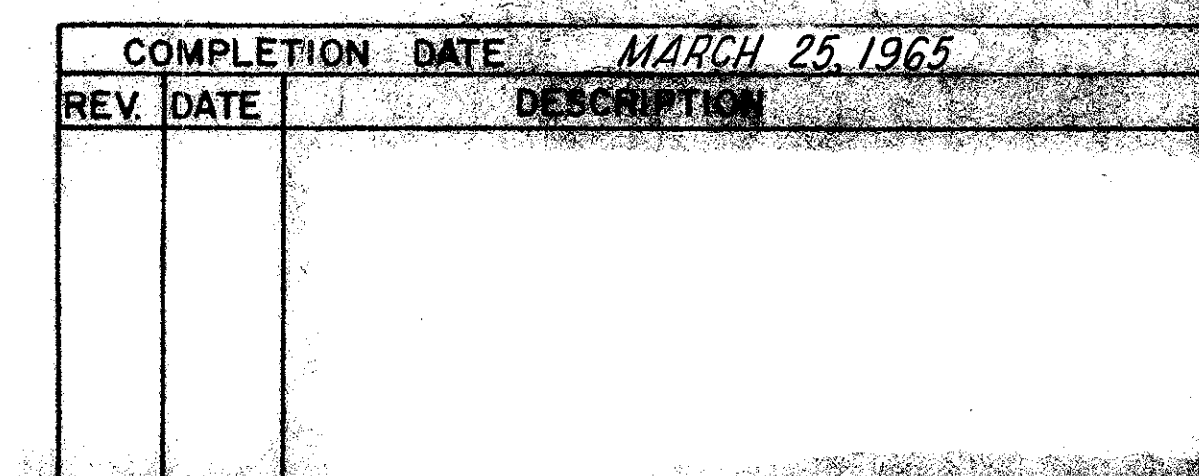 COMPLETION DATE MARCH 25, 1965
REV. DATE DESCRIPTION